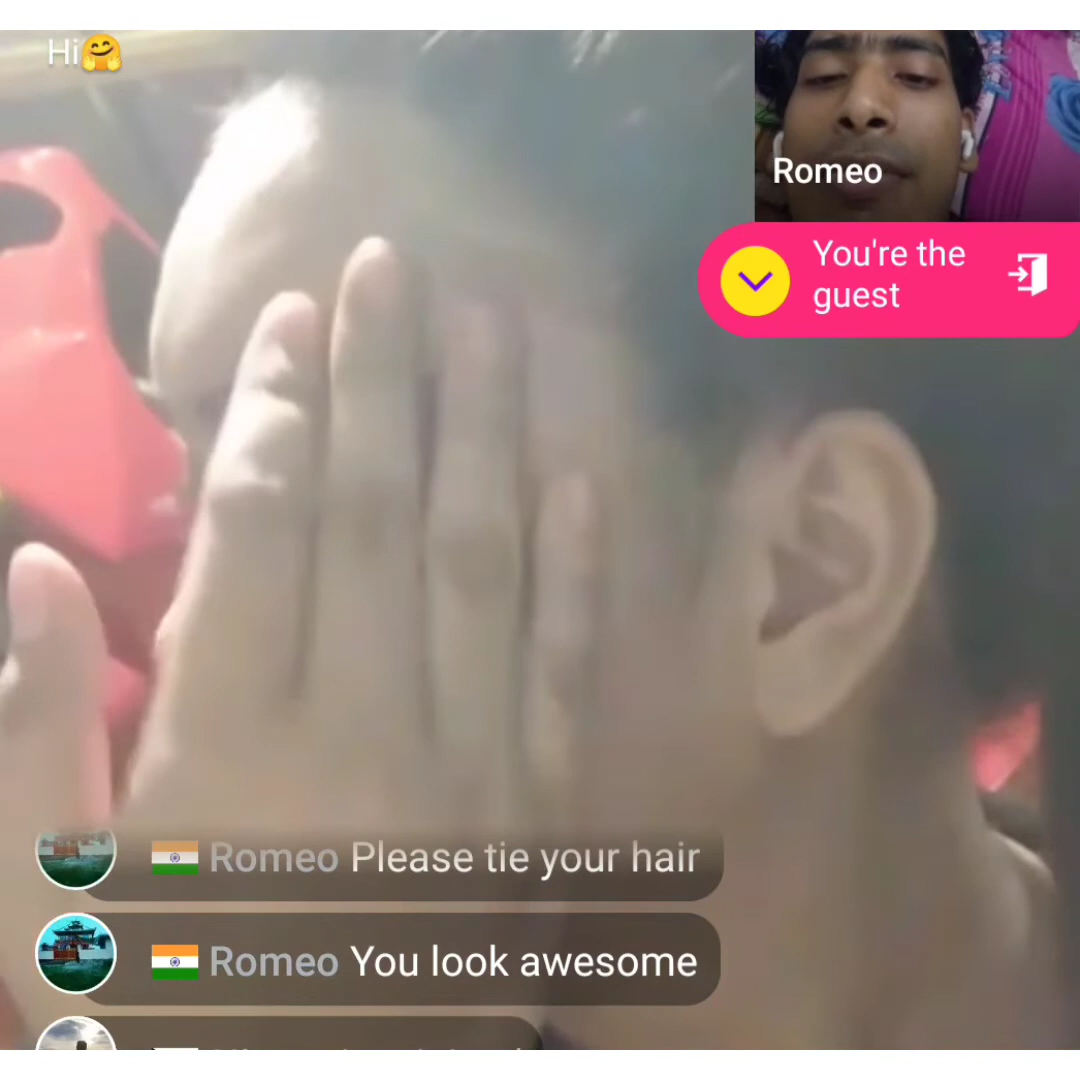 Hi🤗
Romeo
You're the
guest
Romeo Please tie your hair
Romeo You look awesome